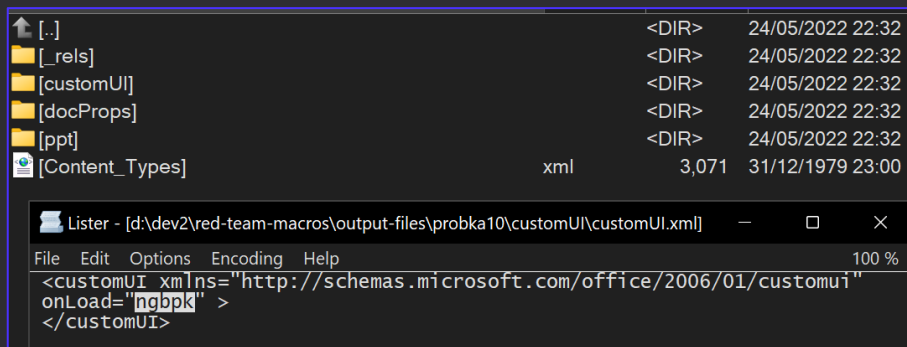 [..] <DIR> 24/05/2022 22:32
[_rels] <DIR> 24/05/2022 22:32
[customUI] <DIR> 24/05/2022 22:32
[docProps] <DIR> 24/05/2022 22:32
[ppt] <DIR> 24/05/2022 22:32
[Content_Types] xml 3,071 31/12/1979 23:00
Lister - [d:\dev2\red-team-macros\output-files\probka10\customUI\customUI.xml]
File Edit Options Encoding Help 100 %
<customUI xmlns="http://schemas.microsoft.com/office/2006/01/customui"
onLoad="ngbpk" >
</customUI>